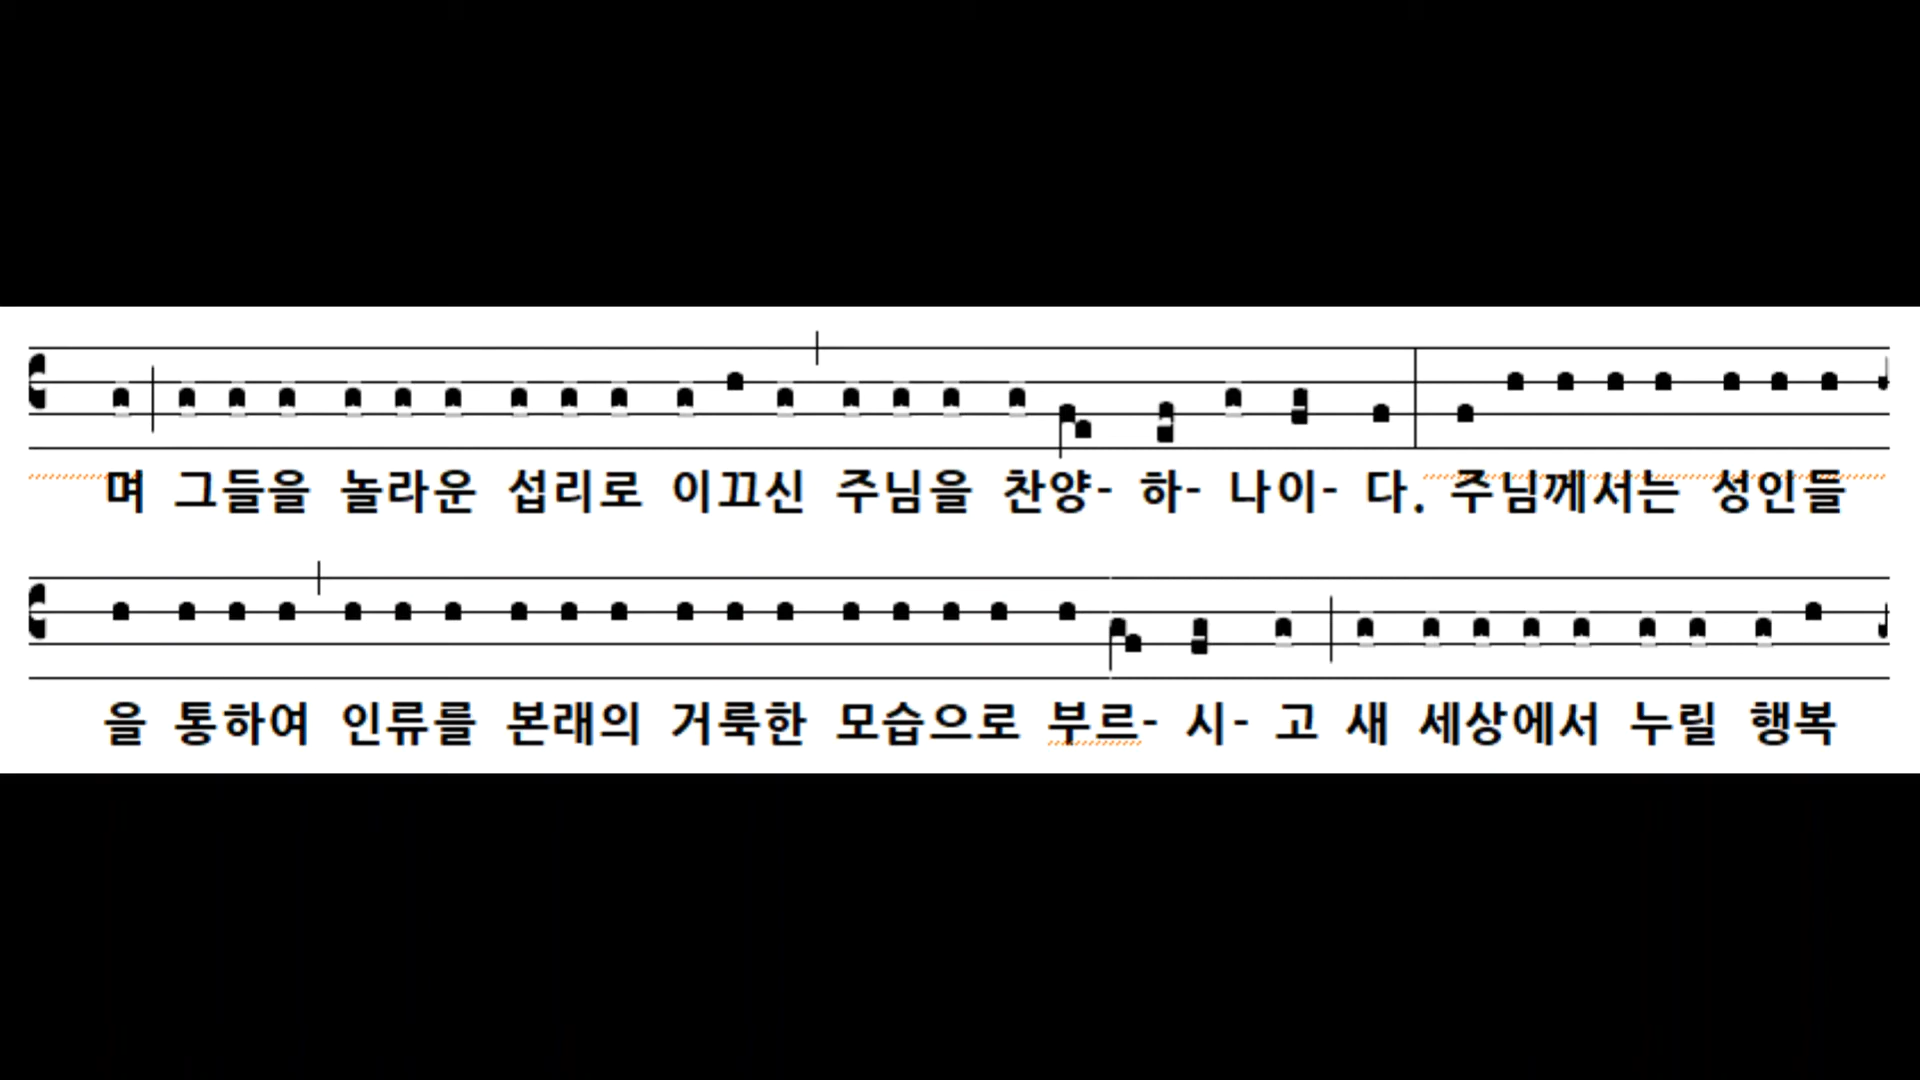 며 그들을 놀라운 섭리로 이끄신 주님을 찬양- 하- 나이- 다. 주님께서는 성인들
을 통하여 인류를 본래의 거룩한 모습으로 부르- 시- 고 새 세상에서 누릴 행복